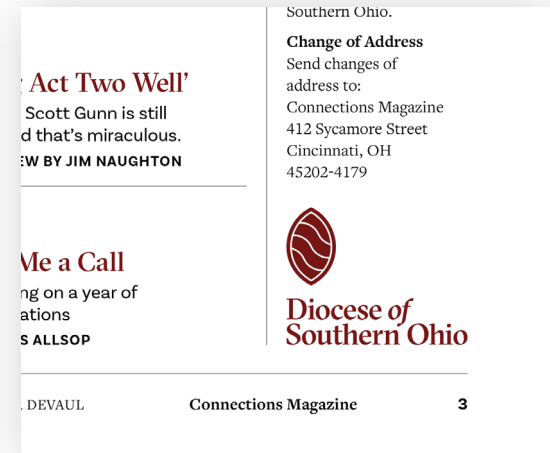 Act Two Well’
Scott Gunn is still
d that’s miraculous.
EW BY JIM NAUGHTON
Me a Call
ng on a year of
ations
S ALLSOP
Southern Ohio.
Change of Address
Send changes of
address to:
Connections Magazine
412 Sycamore Street
Cincinnati, OH
45202-4179
Diocese of
Southern Ohio
. DEVAUL
Connections Magazine
3